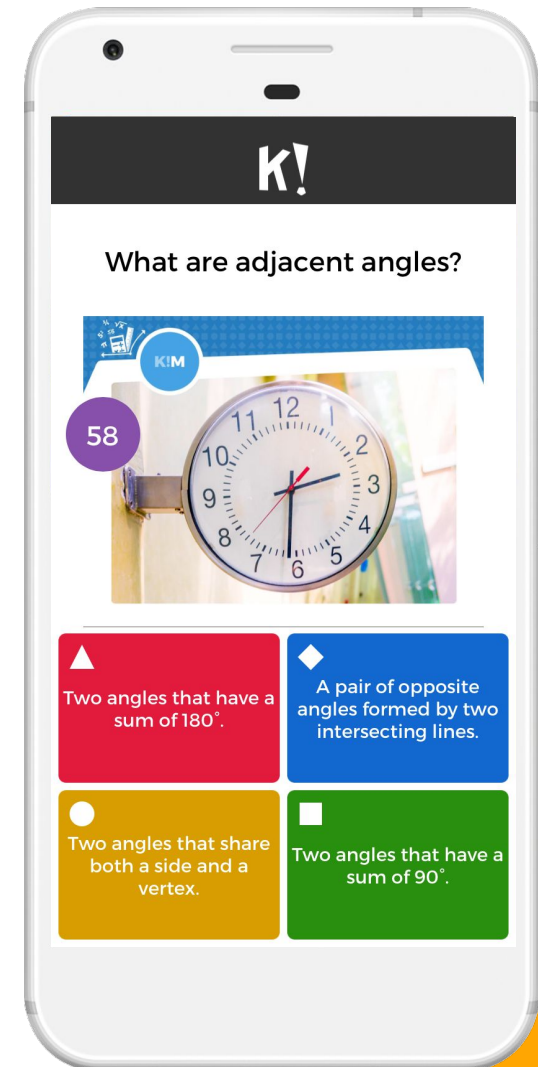 K!
What are adjacent angles?
K!M
58
12
11
1
10
2
9
3
8
4
7
5
6
Two angles that have a
sum of 180°.
A pair of opposite
angles formed by two
intersecting lines.
Two angles that share
both a side and a
vertex.
Two angles that have a
sum of 90°.